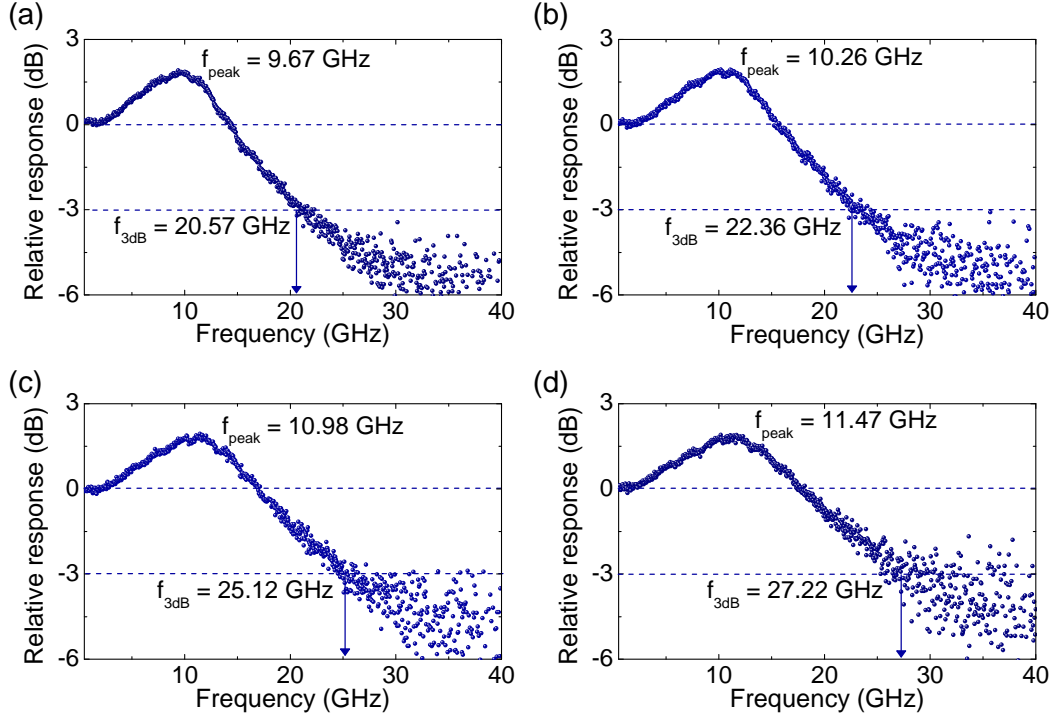 (a)
Relative response (dB)
3
0
-3
-6
f_peak = 9.67 GHz
f_3dB = 20.57 GHz
10 20 30 40
Frequency (GHz)
(b)
Relative response (dB)
3
0
-3
-6
f_peak = 10.26 GHz
f_3dB = 22.36 GHz
10 20 30 40
Frequency (GHz)
(c)
Relative response (dB)
3
0
-3
-6
f_peak = 10.98 GHz
f_3dB = 25.12 GHz
10 20 30 40
Frequency (GHz)
(d)
Relative response (dB)
3
0
-3
-6
f_peak = 11.47 GHz
f_3dB = 27.22 GHz
10 20 30 40
Frequency (GHz)